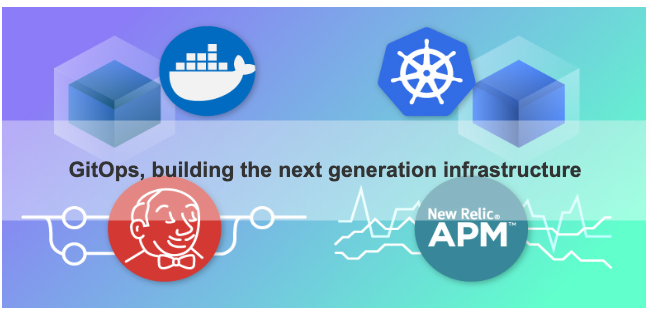 GitOps, building the next generation infrastructure
New Relic®
APM™